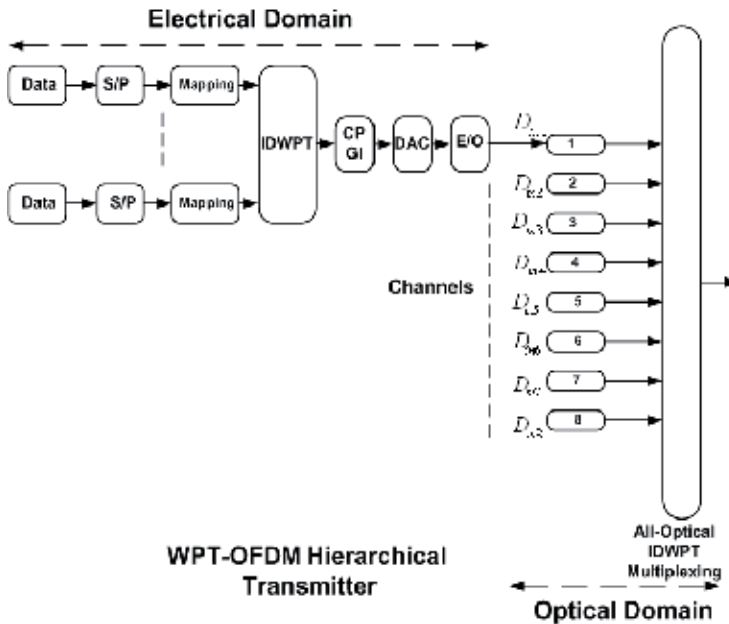 Electrical Domain
Data
S/P
Mapping
IDWPT
CP
GI
DAC
E/O
Data
S/P
Mapping
Channels
1
2
3
4
5
6
7
8
All-Optical
IDWPT
Multiplexing
WPT-OFDM Hierarchical
Transmitter
Optical Domain